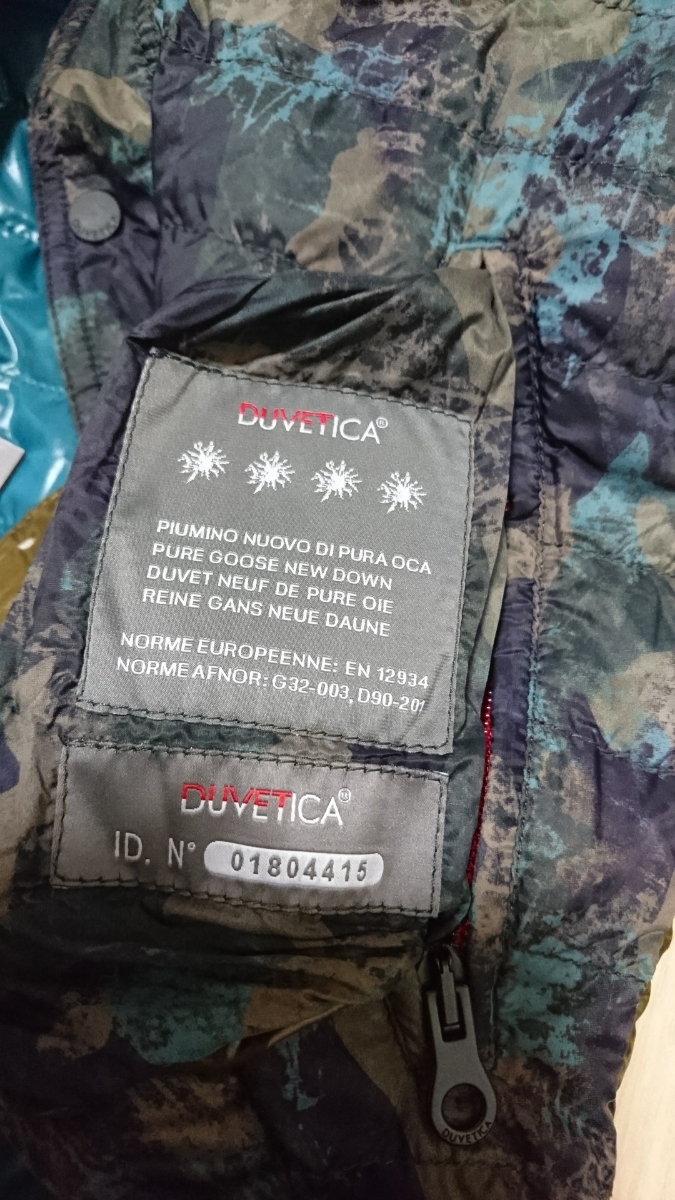 DUVETICA®
PIUMINO NUOVO DI PURA OCA
PURE GOOSE NEW DOWN
DUVET NEUF DE PURE OIE
REINE GANS NEUE DAUNE
NORME EUROPEENNE: EN 12934
NORME AFNOR: G32-003, D90-201
DUVETICA®
ID. N° 01804415
DUVETICA